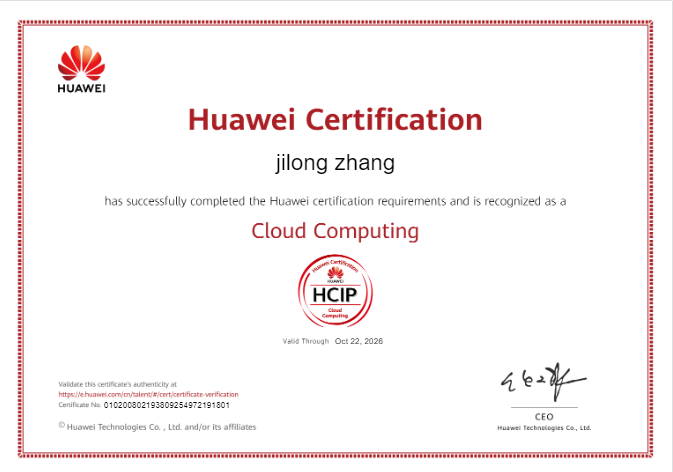 HUAWEI
Huawei Certification
jilong zhang
has successfully completed the Huawei certification requirements and is recognized as a
Cloud Computing
Huawei Certification
HUAWEI
HCIP
Cloud
Computing
Valid Through Oct 22, 2026
Validate this certificate's authenticity at
https://e.huawei.com/cn/talent/#/cert/certificate-verification
Certificate No. 010200802193809254972191801
© Huawei Technologies Co. , Ltd. and/or its affiliates
CEO
Huawei Technologies Co., Ltd.